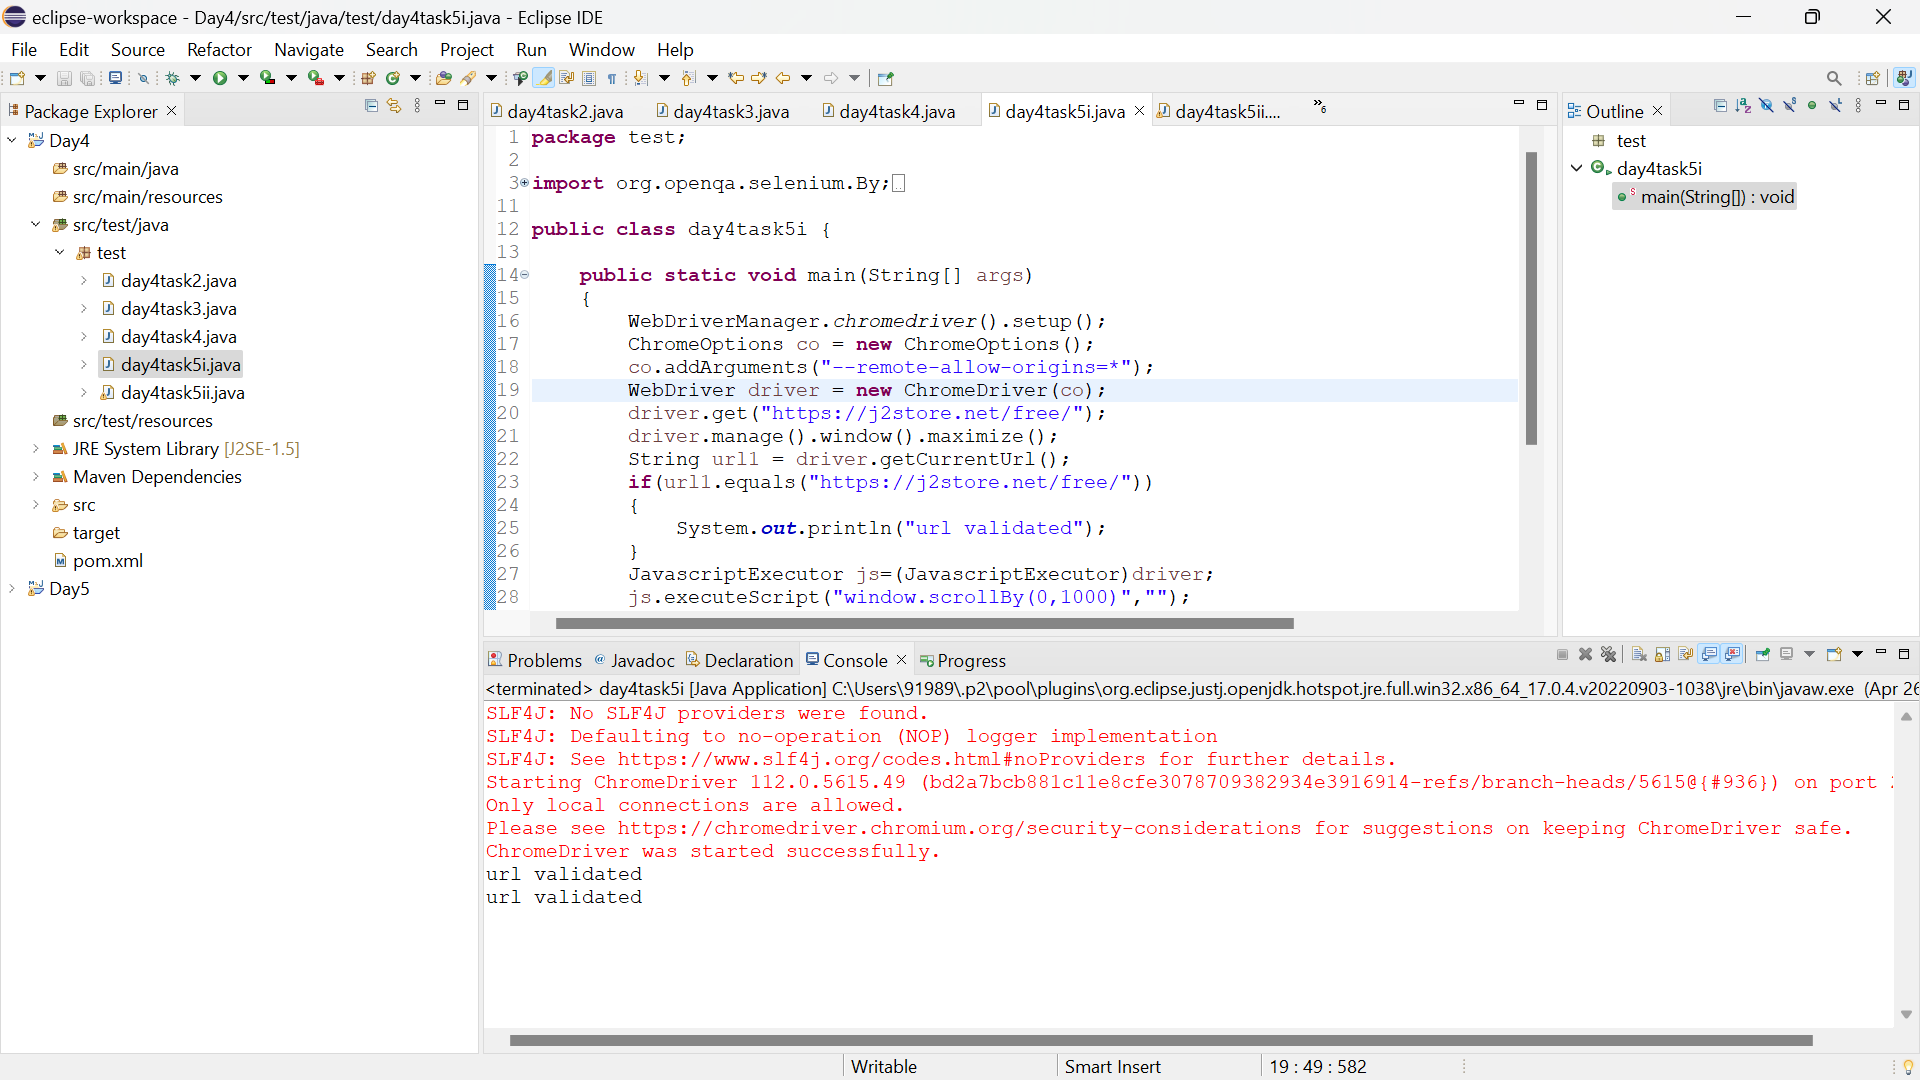 eclipse-workspace - Day4/src/test/java/test/day4task5i.java - Eclipse IDE
File Edit Source Refactor Navigate Search Project Run Window Help
Package Explorer
Day4
src/main/java
src/main/resources
src/test/java
test
day4task2.java
day4task3.java
day4task4.java
day4task5i.java
day4task5ii.java
src/test/resources
JRE System Library [J2SE-1.5]
Maven Dependencies
src
target
pom.xml
Day5
day4task2.java day4task3.java day4task4.java day4task5i.java day4task5ii.... »6
1 package test;
2
3 import org.openqa.selenium.By;
11
12 public class day4task5i {
13
14 public static void main(String[] args)
15 {
16 WebDriverManager.chromedriver().setup();
17 ChromeOptions co = new ChromeOptions();
18 co.addArguments("--remote-allow-origins=*");
19 WebDriver driver = new ChromeDriver(co);
20 driver.get("https://j2store.net/free/");
21 driver.manage().window().maximize();
22 String url1 = driver.getCurrentUrl();
23 if(url1.equals("https://j2store.net/free/"))
24 {
25 System.out.println("url validated");
26 }
27 JavascriptExecutor js=(JavascriptExecutor)driver;
28 js.executeScript("window.scrollBy(0,1000)","");
Outline
test
day4task5i
main(String[]) : void
Problems Javadoc Declaration Console Progress
<terminated> day4task5i [Java Application] C:\Users\91989\.p2\pool\plugins\org.eclipse.justj.openjdk.hotspot.jre.full.win32.x86_64_17.0.4.v20220903-1038\jre\bin\javaw.exe (Apr 26
SLF4J: No SLF4J providers were found.
SLF4J: Defaulting to no-operation (NOP) logger implementation
SLF4J: See https://www.slf4j.org/codes.html#noProviders for further details.
Starting ChromeDriver 112.0.5615.49 (bd2a7bcb881c11e8cfe3078709382934e3916914-refs/branch-heads/5615@{#936}) on port
Only local connections are allowed.
Please see https://chromedriver.chromium.org/security-considerations for suggestions on keeping ChromeDriver safe.
ChromeDriver was started successfully.
url validated
url validated
Writable Smart Insert 19 : 49 : 582